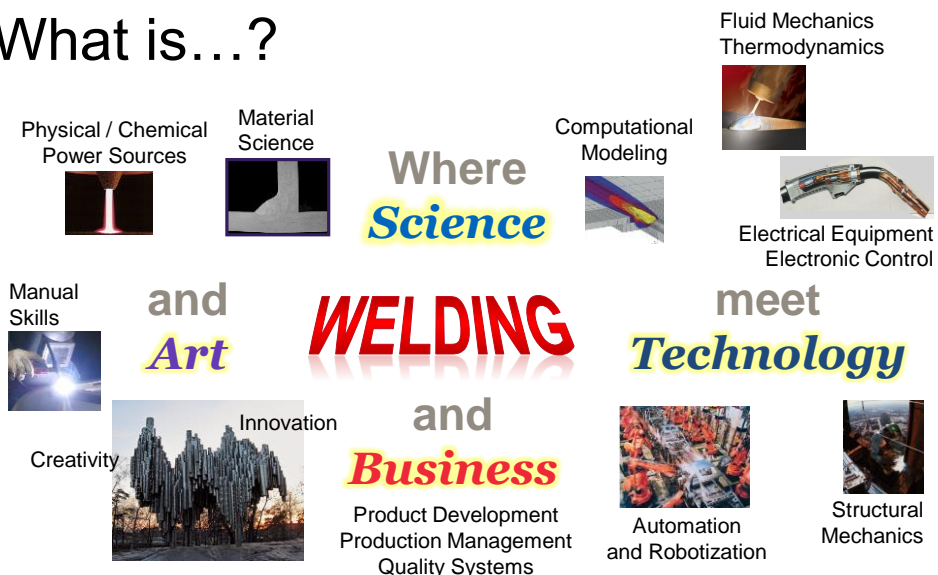 What is…?
Fluid Mechanics
Thermodynamics
Physical / Chemical
Power Sources
Material
Science
Where
Science
Computational
Modeling
Electrical Equipment
Electronic Control
Manual
Skills
and
Art
WELDING
meet
Technology
Creativity
Innovation
and
Business
Product Development
Production Management
Quality Systems
Automation
and Robotization
Structural
Mechanics